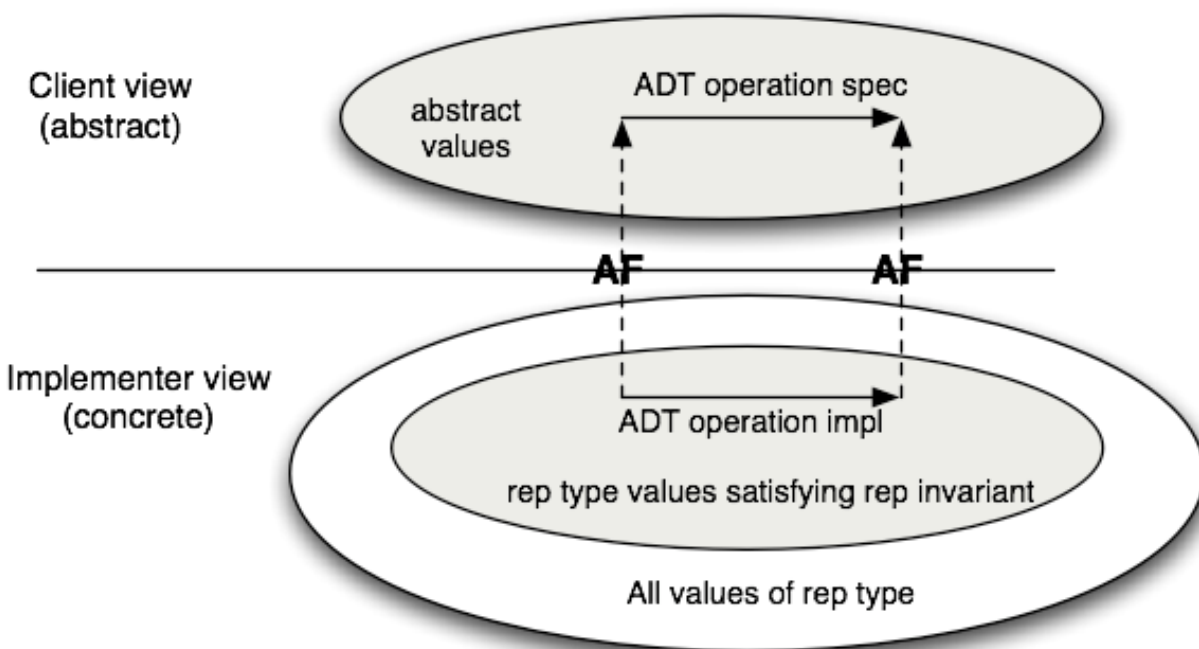 Client view
(abstract)
abstract
values
ADT operation spec
AF
AF
Implementer view
(concrete)
ADT operation impl
rep type values satisfying rep invariant
All values of rep type